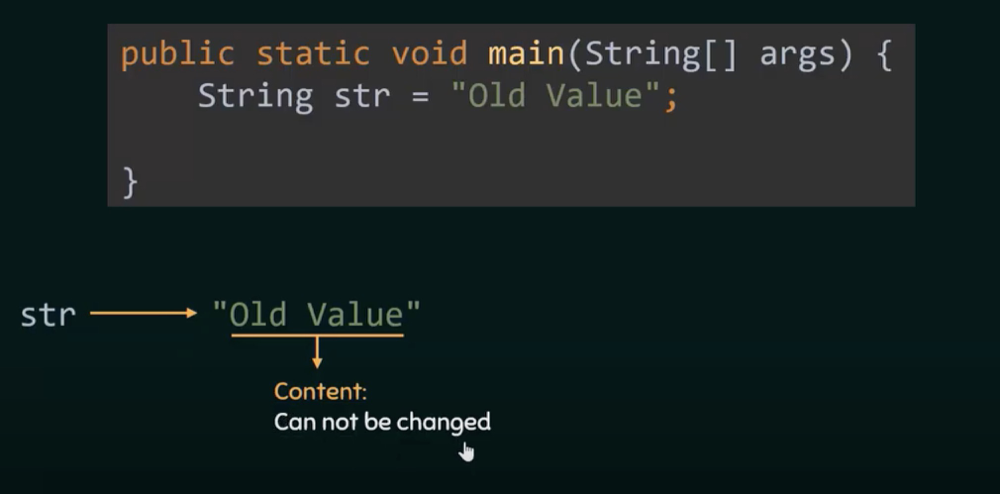 public static void main(String[] args) {
    String str = "Old Value";
}
str "Old Value"
Content:
Can not be changed